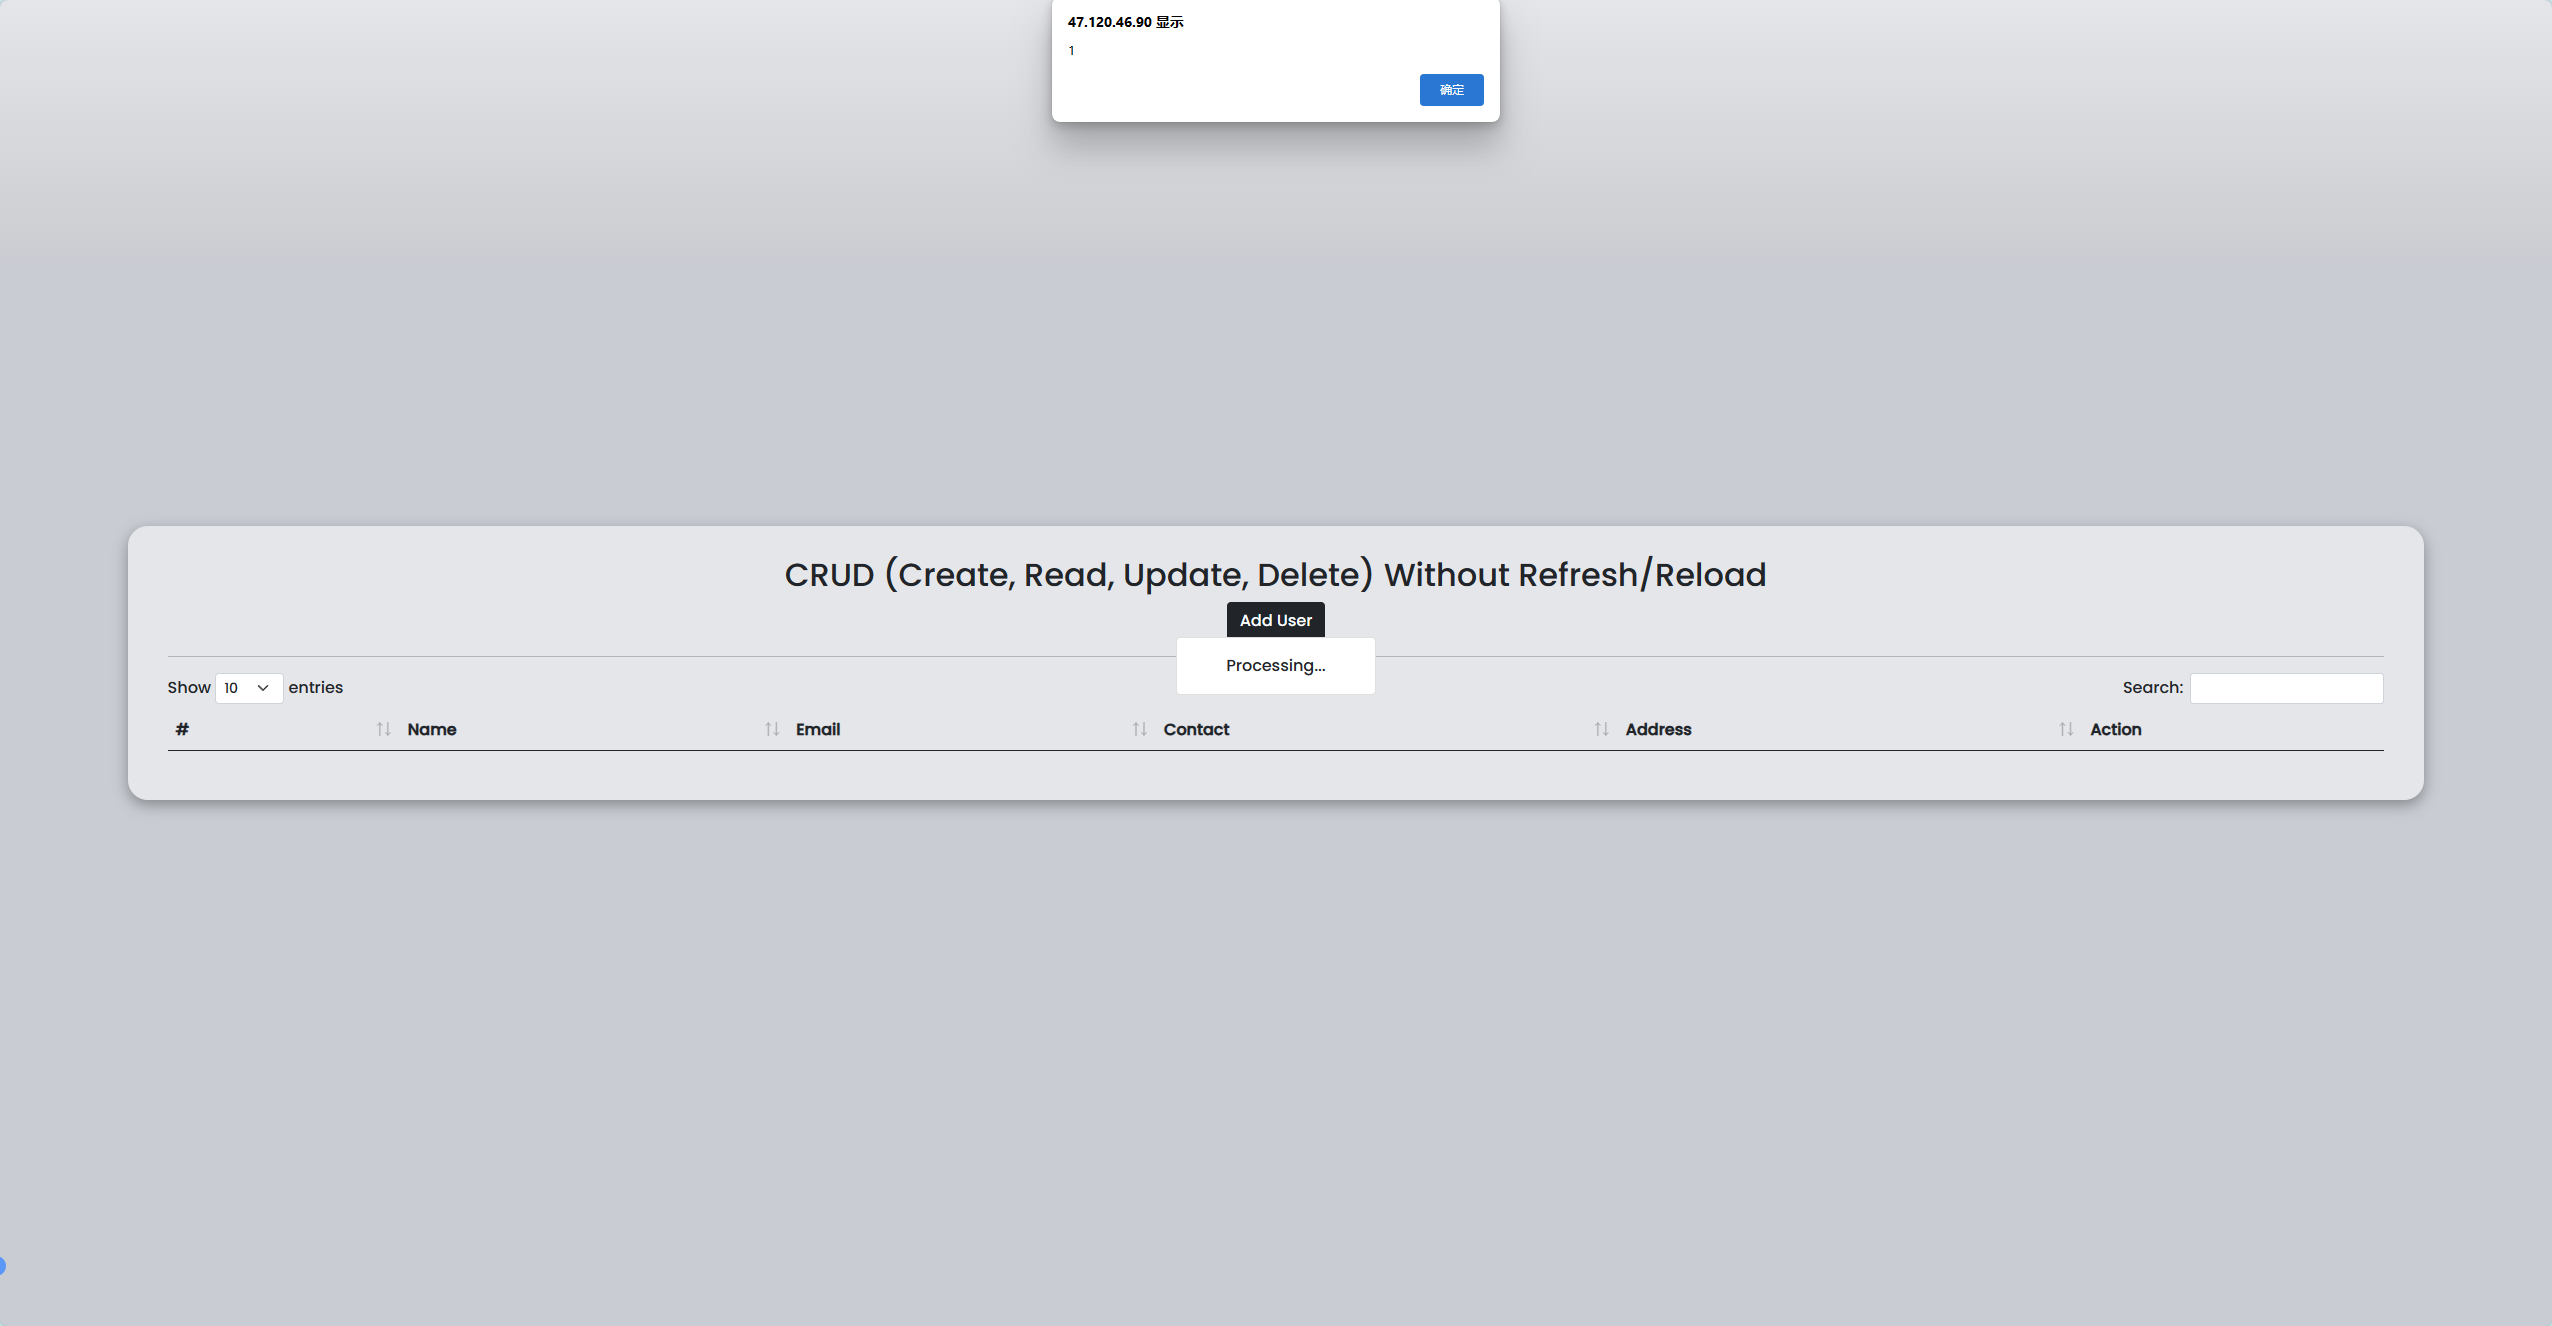 47.120.46.90 显示
1
确定
CRUD (Create, Read, Update, Delete) Without Refresh/Reload
Add User
Processing...
Show 10 entries Search:
# Name Email Contact Address Action